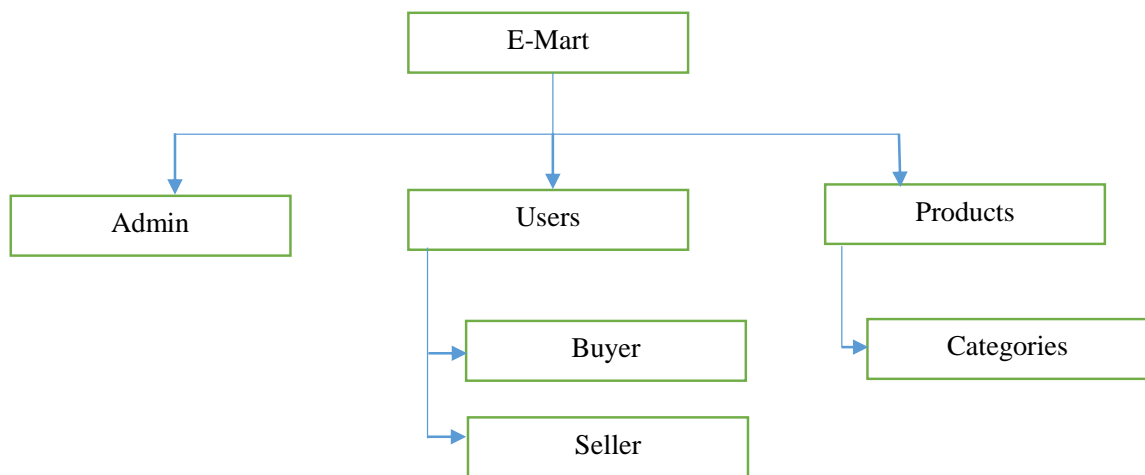 E-Mart
Admin
Users
Products
Buyer
Categories
Seller